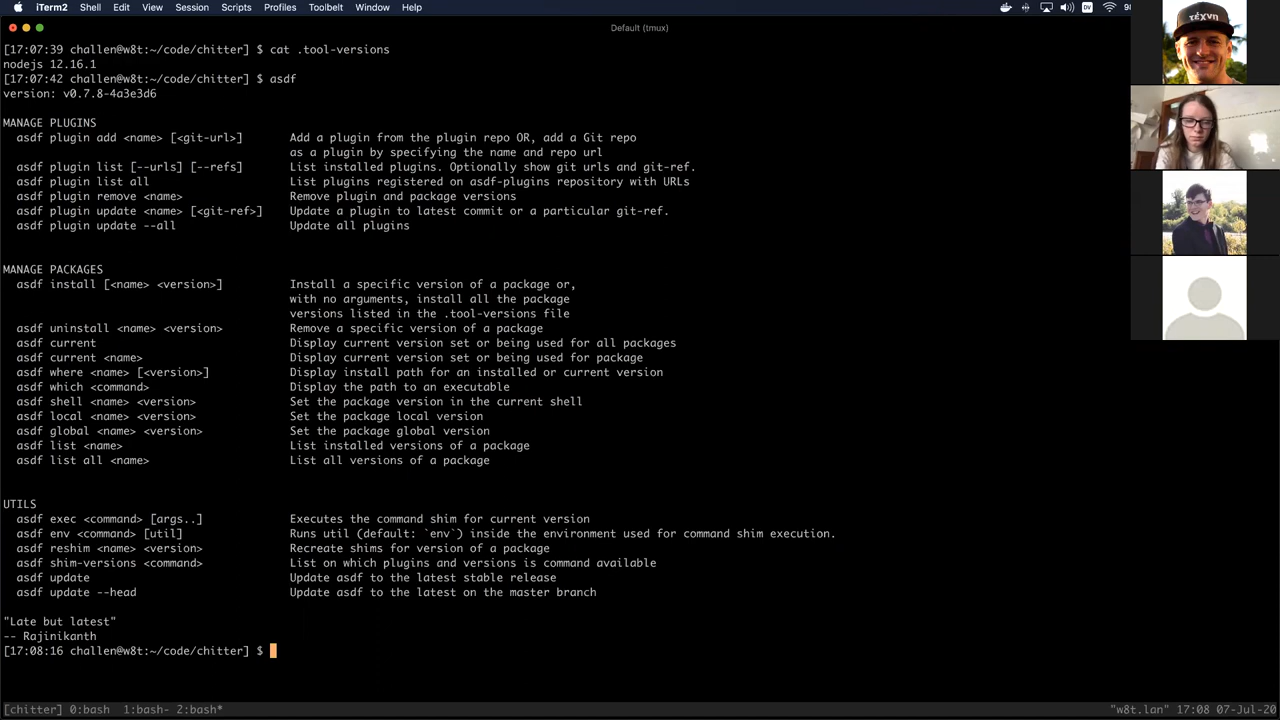 iTerm2 Shell Edit View Session Scripts Profiles Toolbelt Window Help
Default (tmux)
[17:07:39 challen@w8t:~/code/chitter] $ cat .tool-versions
nodejs 12.16.1
[17:07:42 challen@w8t:~/code/chitter] $ asdf
version: v0.7.8-4a3e3d6
MANAGE PLUGINS
asdf plugin add <name> [<git-url>] Add a plugin from the plugin repo OR, add a Git repo
as a plugin by specifying the name and repo url
asdf plugin list [--urls] [--refs] List installed plugins. Optionally show git urls and git-ref.
asdf plugin list all List plugins registered on asdf-plugins repository with URLs
asdf plugin remove <name> Remove plugin and package versions
asdf plugin update <name> [<git-ref>] Update a plugin to latest commit or a particular git-ref.
asdf plugin update --all Update all plugins
MANAGE PACKAGES
asdf install [<name> <version>] Install a specific version of a package or,
with no arguments, install all the package
versions listed in the .tool-versions file
asdf uninstall <name> <version> Remove a specific version of a package
asdf current Display current version set or being used for all packages
asdf current <name> Display current version set or being used for package
asdf where <name> [<version>] Display install path for an installed or current version
asdf which <command> Display the path to an executable
asdf shell <name> <version> Set the package version in the current shell
asdf local <name> <version> Set the package local version
asdf global <name> <version> Set the package global version
asdf list <name> List installed versions of a package
asdf list all <name> List all versions of a package
UTILS
asdf exec <command> [args..] Executes the command shim for current version
asdf env <command> [util] Runs util (default: `env`) inside the environment used for command shim execution.
asdf reshim <name> <version> Recreate shims for version of a package
asdf shim-versions <command> List on which plugins and versions is command available
asdf update Update asdf to the latest stable release
asdf update --head Update asdf to the latest on the master branch
"Late but latest"
-- Rajinikanth
[17:08:16 challen@w8t:~/code/chitter] $
[chitter] 0:bash 1:bash- 2:bash* "w8t.lan" 17:08 07-Jul-20
τέχνη